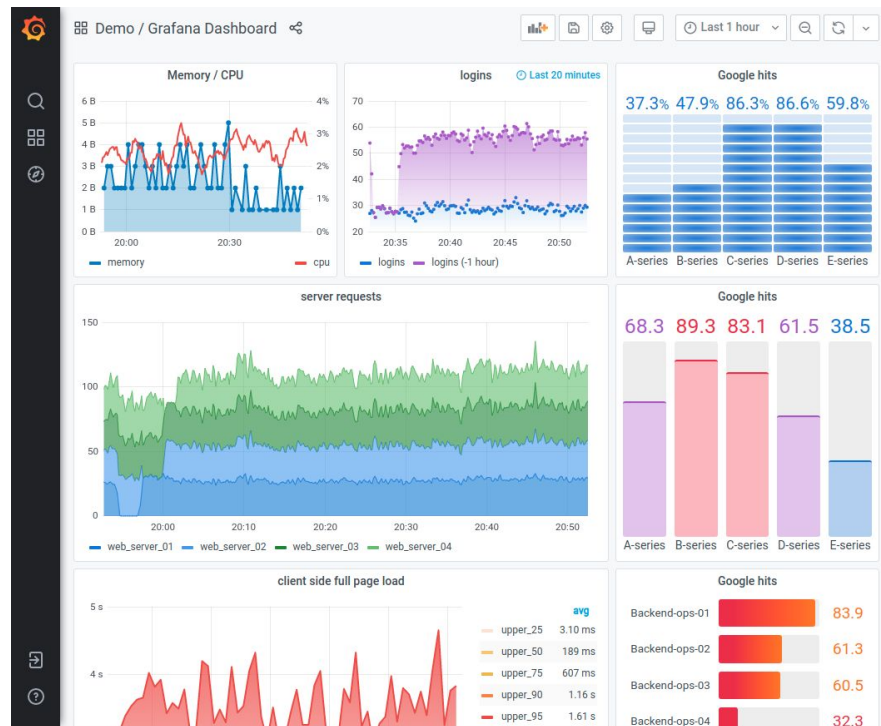 Demo / Grafana Dashboard
Last 1 hour
Memory / CPU
6 B
5 B
4 B
3 B
2 B
1 B
0 B
4%
3%
2%
1%
0%
20:00 20:30
memory cpu
logins
Last 20 minutes
70
60
50
40
30
20
20:35 20:40 20:45 20:50
logins logins (-1 hour)
Google hits
37.3% 47.9% 86.3% 86.6% 59.8%
A-series B-series C-series D-series E-series
server requests
150
100
50
0
20:00 20:10 20:20 20:30 20:40 20:50
web_server_01 web_server_02 web_server_03 web_server_04
Google hits
68.3 89.3 83.1 61.5 38.5
A-series B-series C-series D-series E-series
client side full page load
5 s
4 s
avg
upper_25 3.10 ms
upper_50 189 ms
upper_75 607 ms
upper_90 1.16 s
upper_95 1.61 s
Google hits
Backend-ops-01 83.9
Backend-ops-02 61.3
Backend-ops-03 60.5
Backend-ops-04 32.3